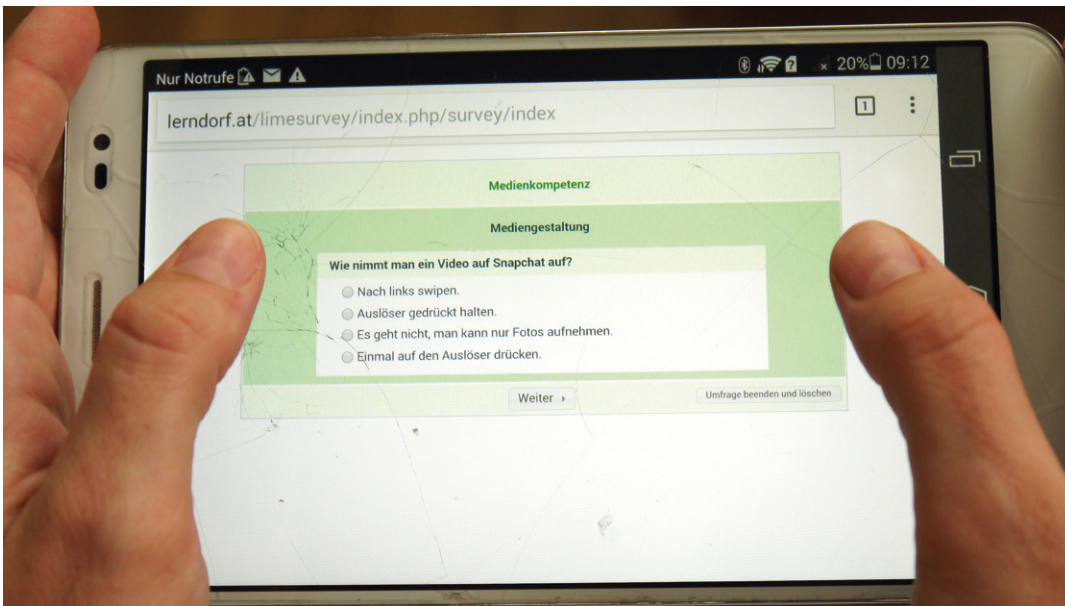 Nur Notrufe
20% 09:12
lerndorf.at/limesurvey/index.php/survey/index
1
Medienkompetenz
Mediengestaltung
Wie nimmt man ein Video auf Snapchat auf?
Nach links swipen.
Auslöser gedrückt halten.
Es geht nicht, man kann nur Fotos aufnehmen.
Einmal auf den Auslöser drücken.
Weiter
Umfrage beenden und löschen